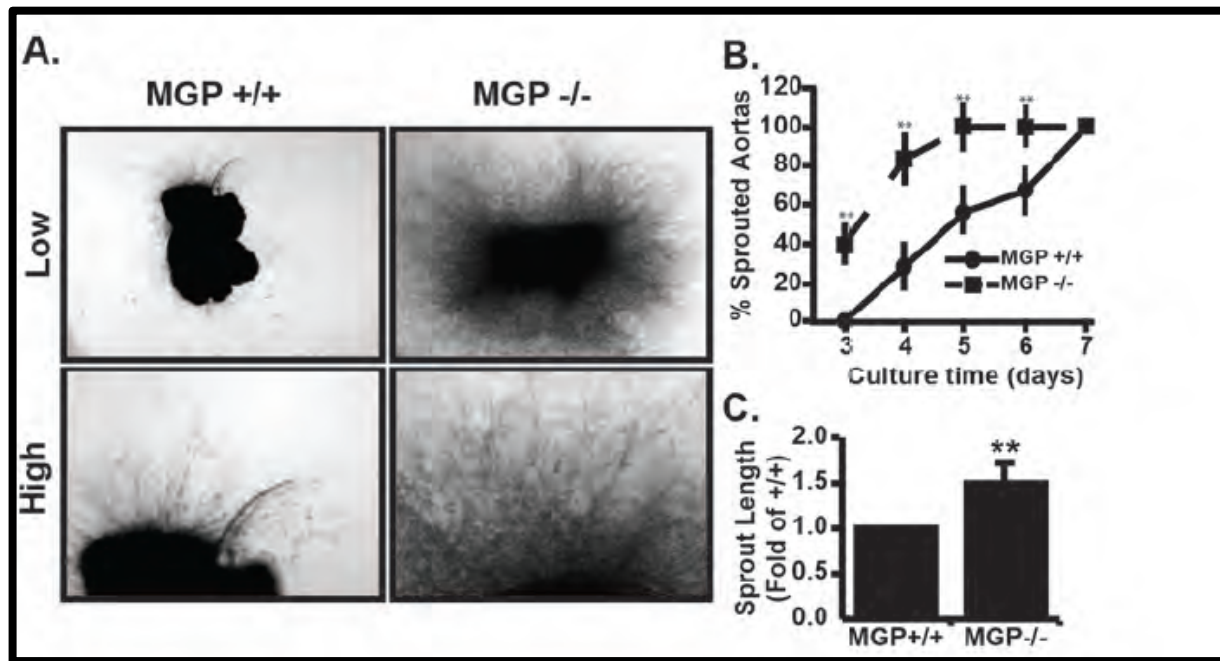 A.
MGP +/+
MGP -/-
Low
High
B.
% Sprouted Aortas
120
100
80
60
40
20
0
**
**
**
**
MGP +/+
MGP -/-
3
4
5
6
7
Culture time (days)
C.
Sprout Length
(Fold of +/+)
2.0
1.5
1.0
0.5
0.0
**
MGP+/+
MGP-/-